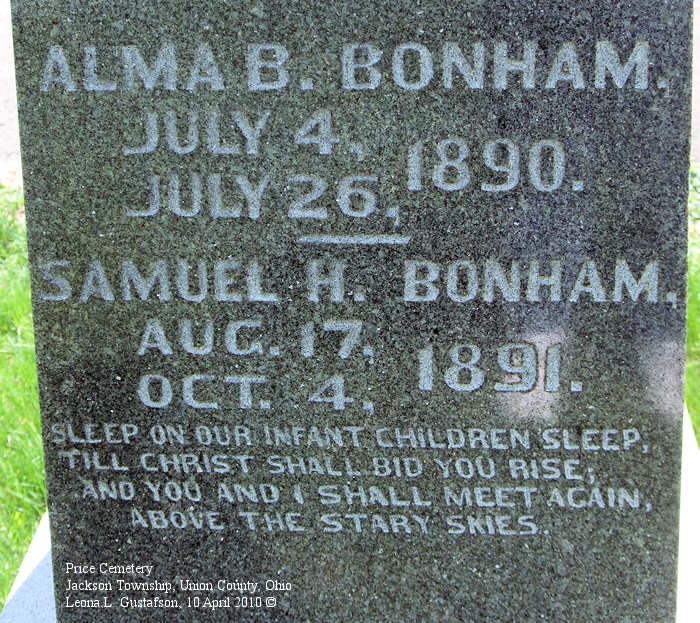 ALMA B. BONHAM,
JULY 4, 1890.
JULY 26,
SAMUEL H. BONHAM,
AUG. 17, 1891.
OCT. 4,
SLEEP ON OUR INFANT CHILDREN SLEEP,
TILL CHRIST SHALL BID YOU RISE;
AND YOU AND I SHALL MEET AGAIN,
ABOVE THE STARY SKIES.
Price Cemetery
Jackson Township, Union County, Ohio
Leona L. Gustafson, 10 April 2010 ©